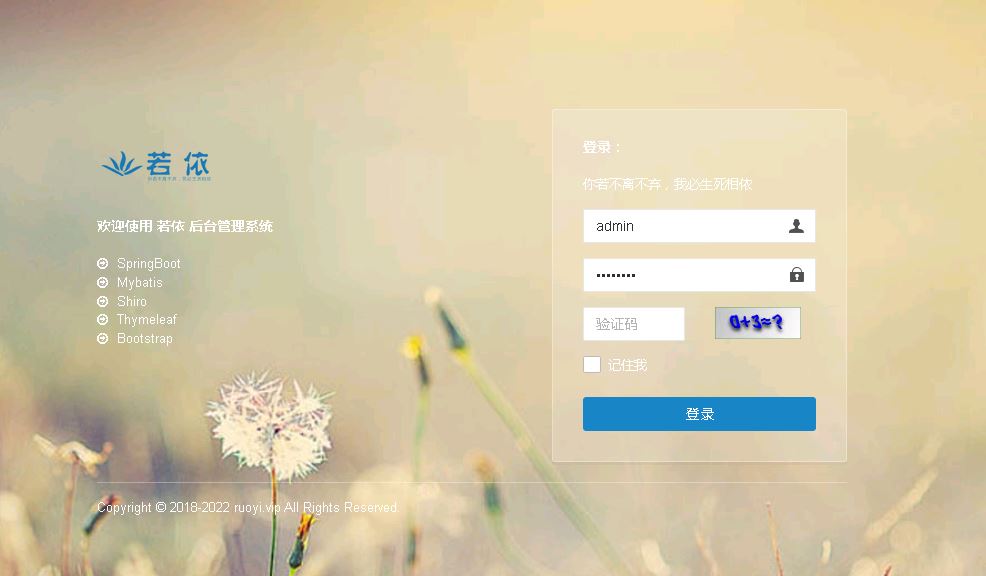 若依
欢迎使用 若依 后台管理系统
SpringBoot
Mybatis
Shiro
Thymeleaf
Bootstrap
登录：
你若不离不弃，我必生死相依
admin
••••••••
验证码
0+3=?
记住我
登录
Copyright © 2018-2022 ruoyi.vip All Rights Reserved.